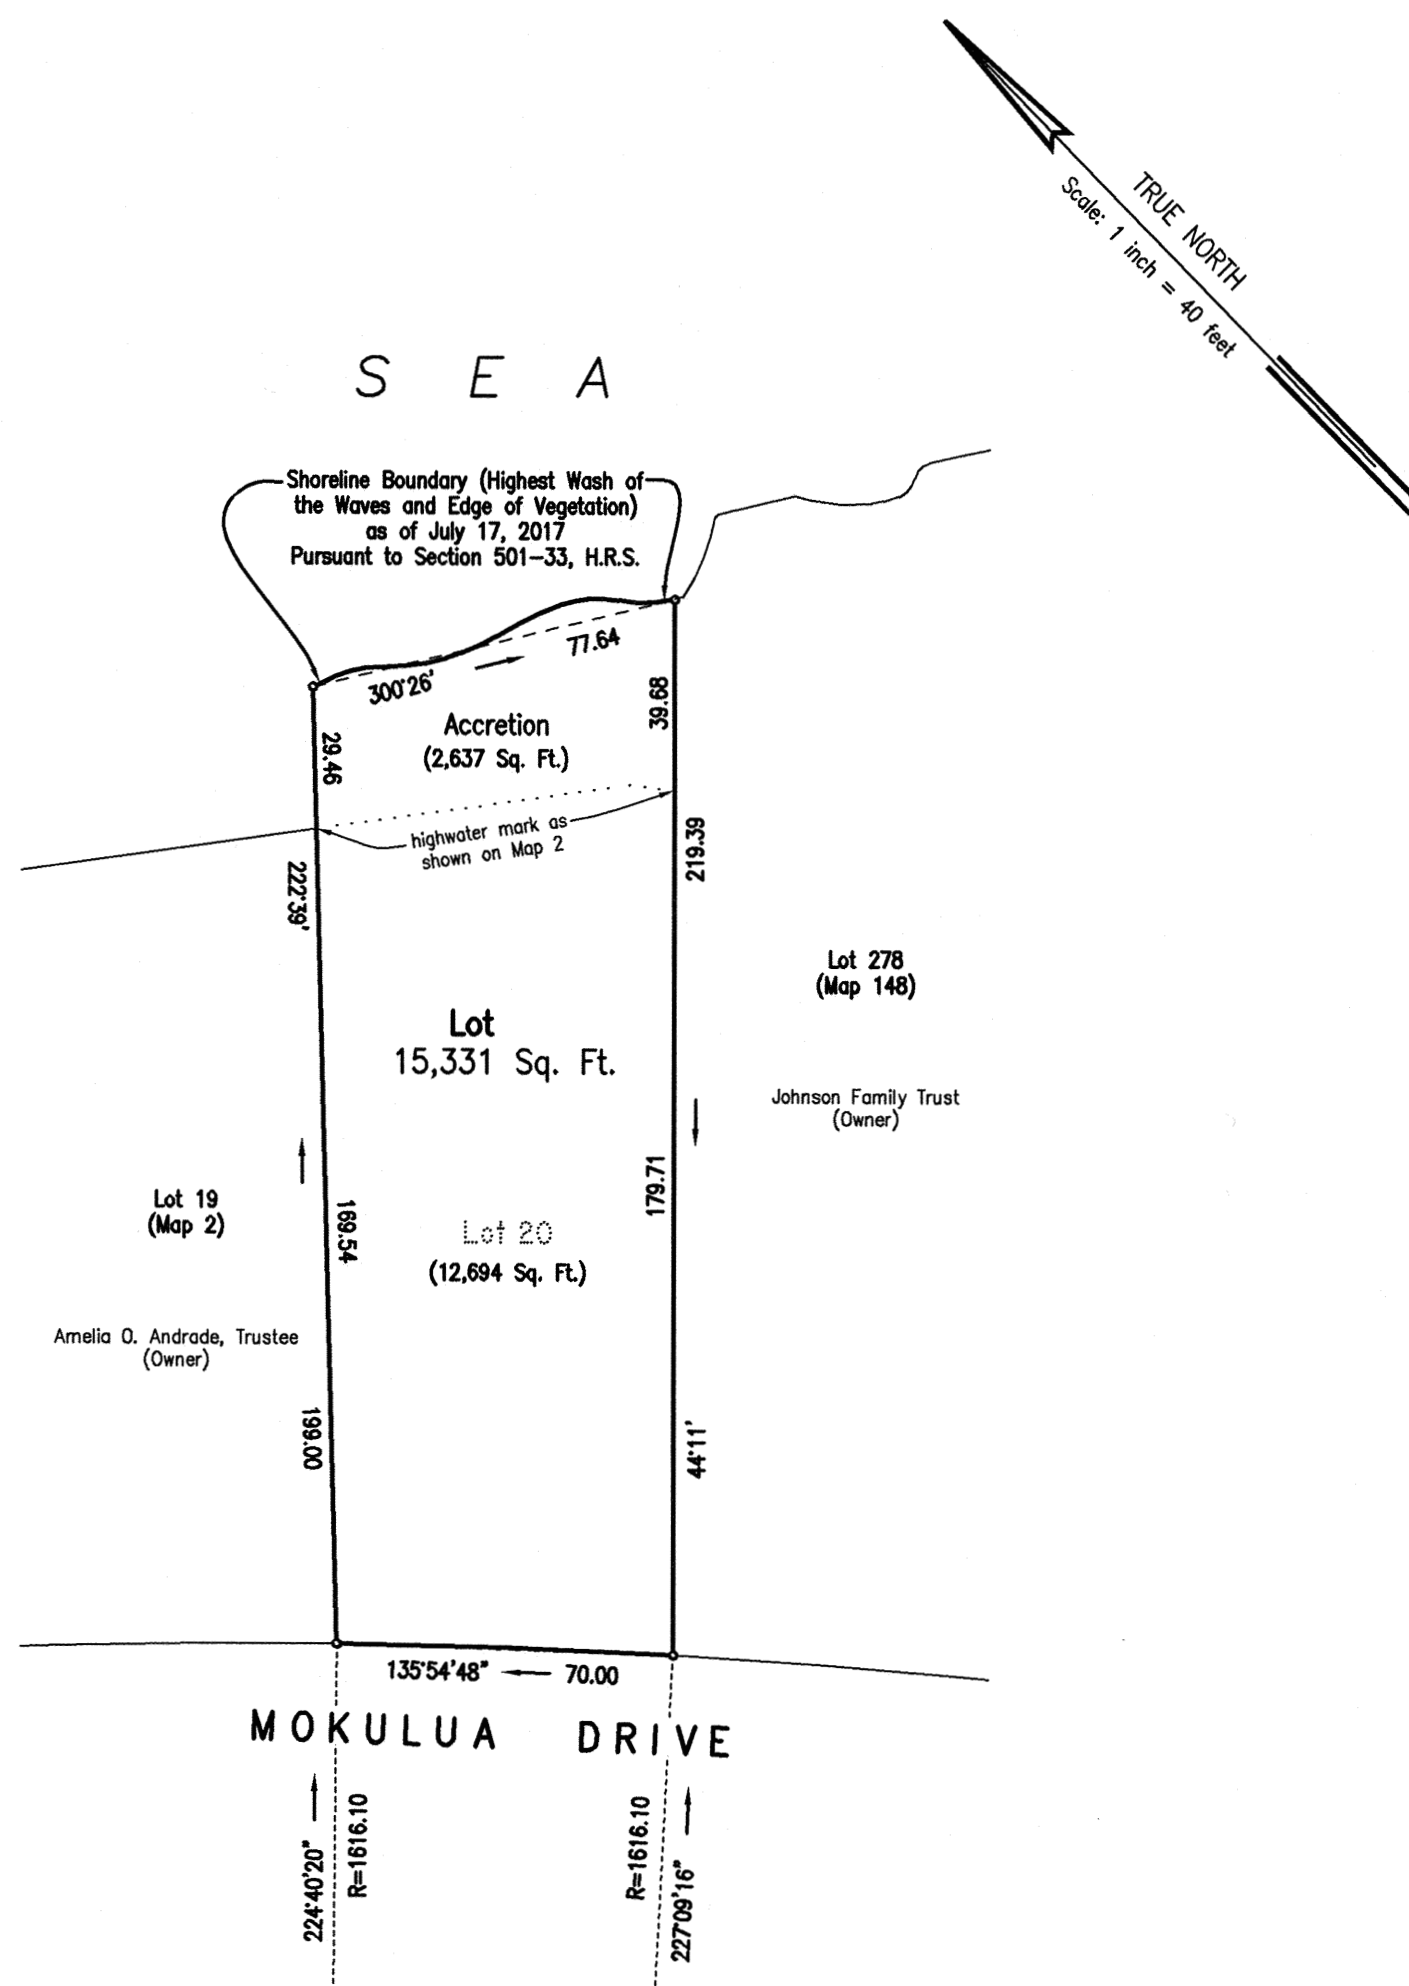 TRUE NORTH
Scale: 1 inch = 40 feet
S E A
Shoreline Boundary (Highest Wash of
the Waves and Edge of Vegetation)
as of July 17, 2017
Pursuant to Section 501-33, H.R.S.
77.64
300°26'
39.68
Accretion
(2,637 Sq. Ft.)
29.46
highwater mark as
shown on Map 2
219.39
222°39'
Lot 278
(Map 148)
Lot
15,331 Sq. Ft.
Johnson Family Trust
(Owner)
179.71
Lot 19
(Map 2)
169.54
Lot 20
(12,694 Sq. Ft.)
Amelia O. Andrade, Trustee
(Owner)
199.00
44°11'
135°54'48" 70.00
MOKULUA DRIVE
224°40'20"
R=1616.10
R=1616.10
227°09'16"